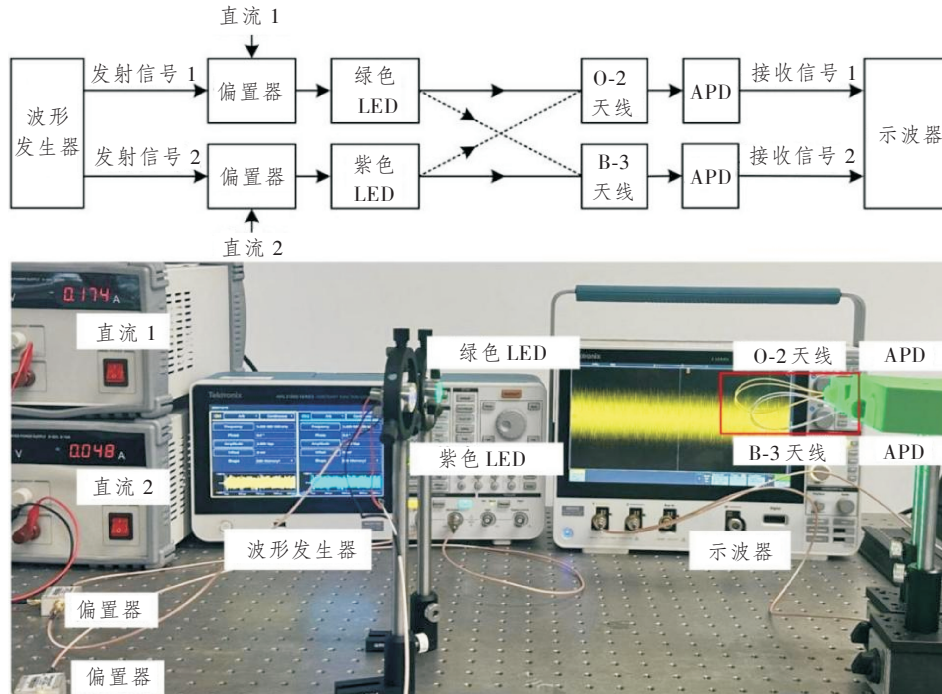 直流 1
发射信号 1
偏置器
绿色
LED
O-2
天线
APD
接收信号 1
波形
发生器
示波器
发射信号 2
偏置器
紫色
LED
B-3
天线
APD
接收信号 2
直流 2
0.174 A
V
直流 1
绿色 LED
O-2 天线
APD
Tektronix
0.048 A
V
直流 2
紫色 LED
B-3 天线
APD
波形发生器
示波器
偏置器
偏置器